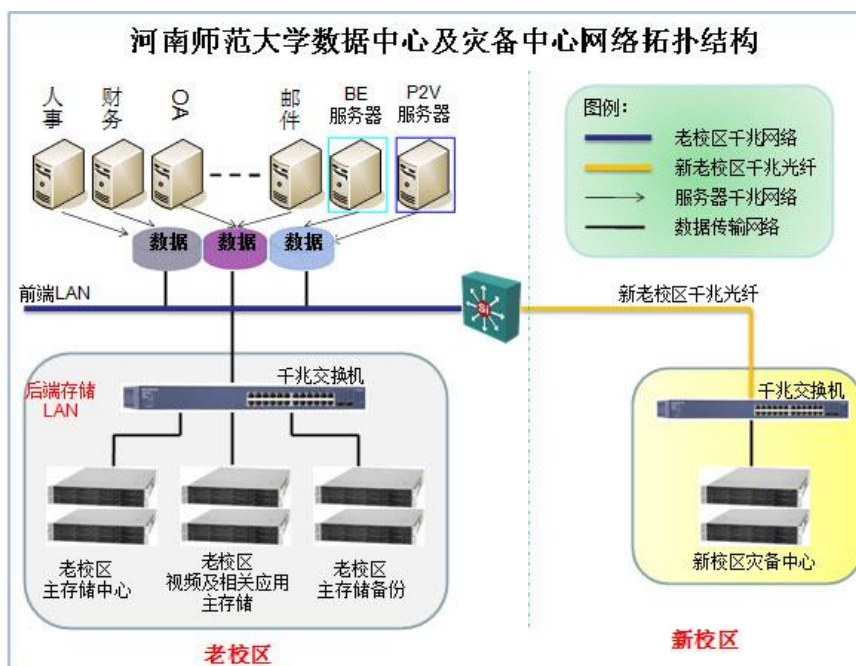 河南师范大学数据中心及灾备中心网络拓扑结构
人事
财务
OA
邮件
BE
服务器
P2V
服务器
图例：
老校区千兆网络
新老校区千兆光纤
服务器千兆网络
数据传输网络
数据
数据
数据
前端LAN
Si
新老校区千兆光纤
后端存储
LAN
千兆交换机
千兆交换机
老校区
主存储中心
老校区
视频及相关应用
主存储
老校区
主存储备份
新校区灾备中心
老校区
新校区